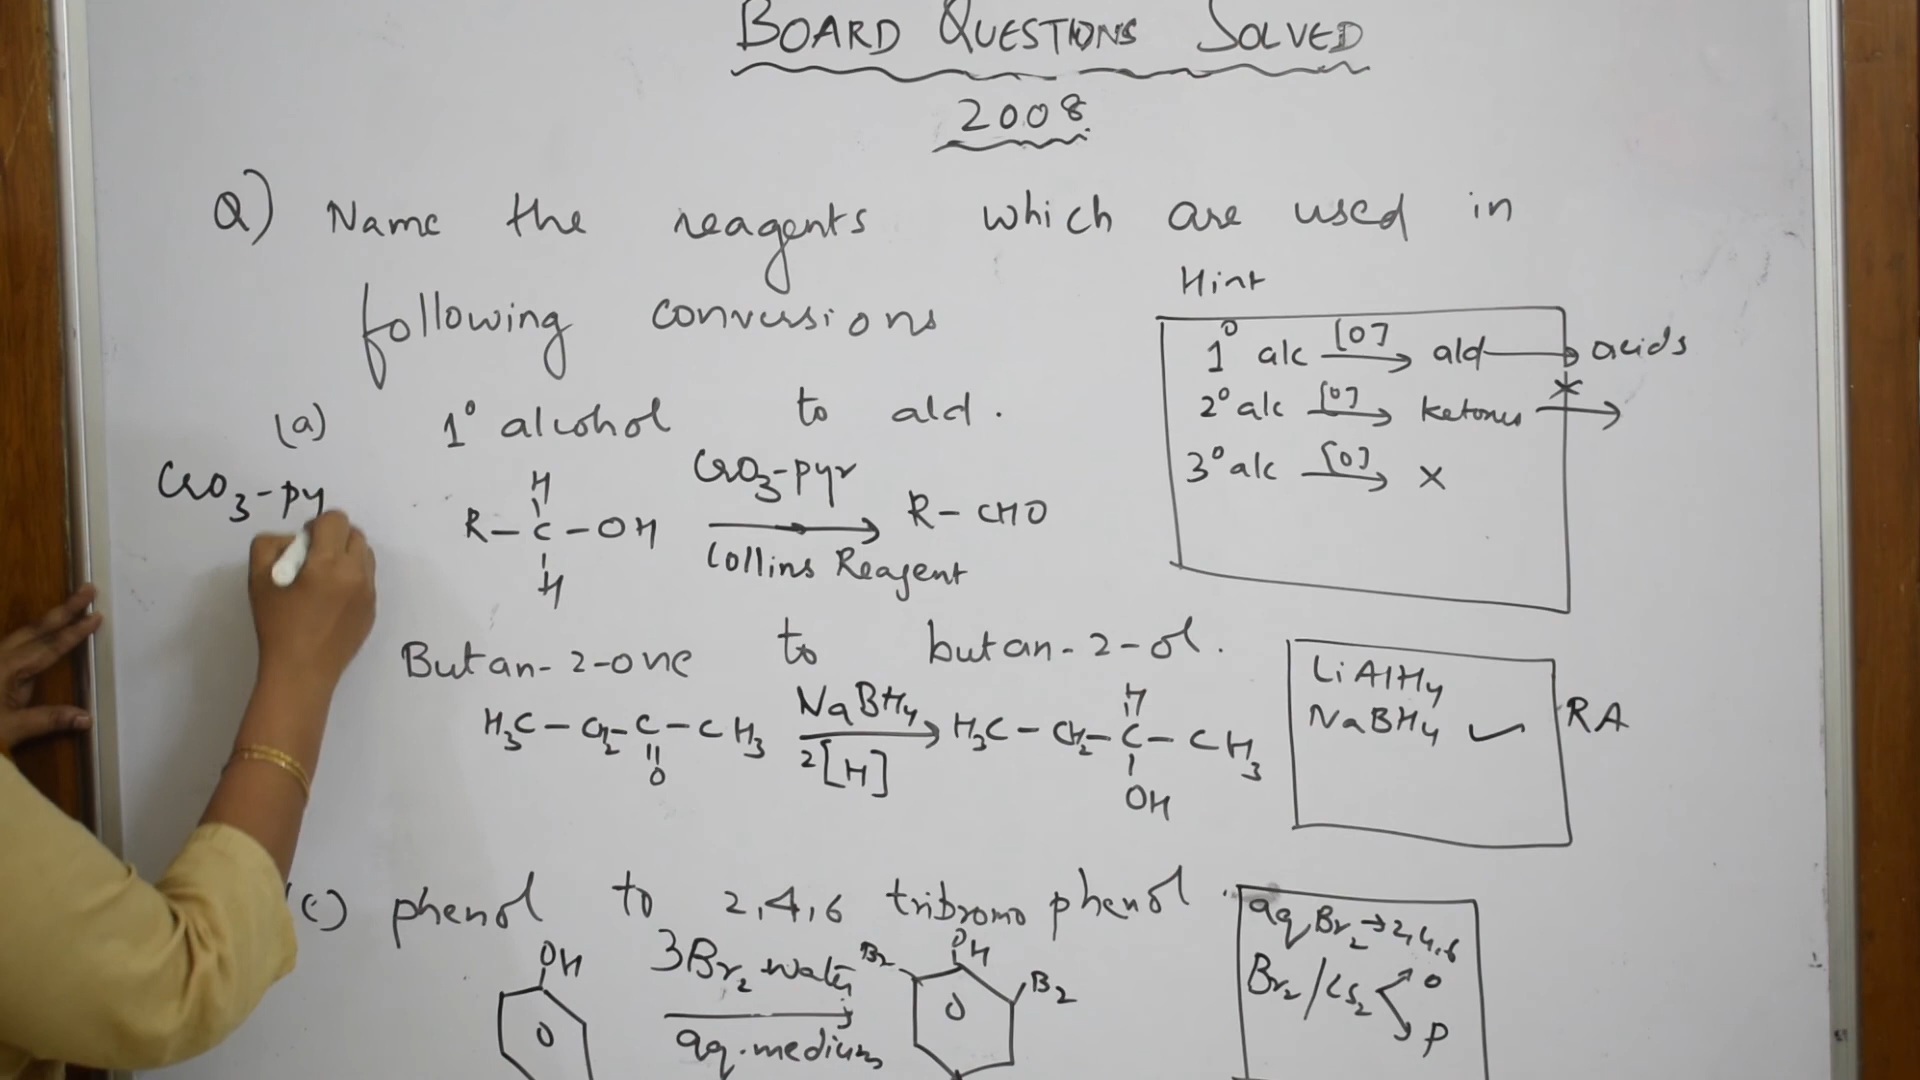 BOARD QUESTIONS SOLVED
2008
Q) Name the reagents which are used in
following conversions
Hint
1° alc [O] ald → acids
2° alc [O] ketones ×→
3° alc [O] ×
(a) 1° alcohol to ald.
CrO3-py
H
R-C-OH CrO3-pyr R-CHO
H
Collins Reagent
Butan-2-one to butan-2-ol.
LiAlH4
NaBH4 ✓
RA
H3C-CH2-C-CH3 NaBH4 H3C-CH2-C-CH3
O 2[H] H
OH
(c) phenol to 2,4,6 tribromo phenol.
aq Br2→2,4,6
Br2/CS2 o
p
OH 3Br2 water Br OH Br
aq.medium